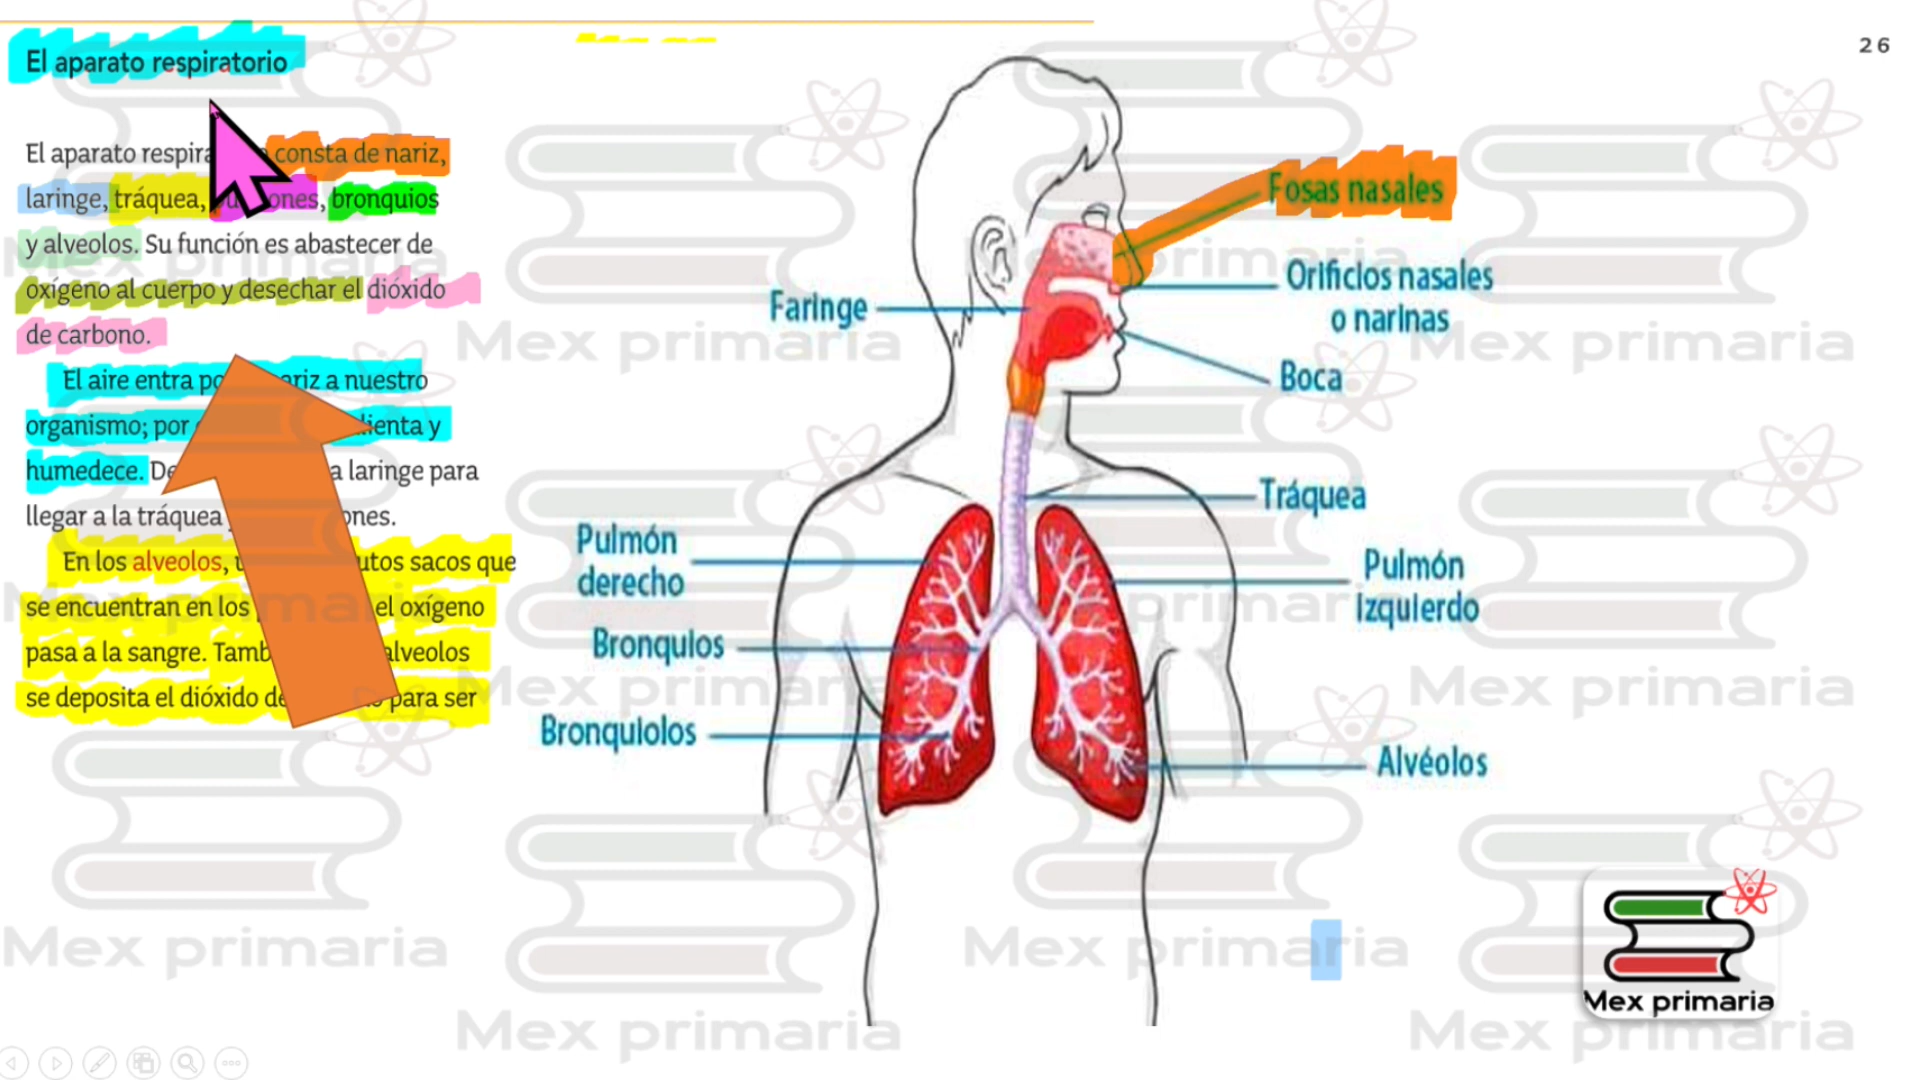 26
El aparato respiratorio
El aparato respira consta de nariz,
laringe, tráquea, ones, bronquios
y alveolos. Su función es abastecer de
oxígeno al cuerpo y desechar el dióxido
de carbono.
El aire entra po ariz a nuestro
organismo; por lienta y
humedece. De a laringe para
llegar a la tráquea ones.
En los alveolos, utos sacos que
se encuentran en los el oxígeno
pasa a la sangre. Tamb alveolos
se deposita el dióxido de para ser
Fosas nasales
Orificios nasales
o narinas
Faringe
Boca
Tráquea
Pulmón
derecho
Pulmón
izquierdo
Bronquios
Bronquiolos
Alvéolos
Mex primaria